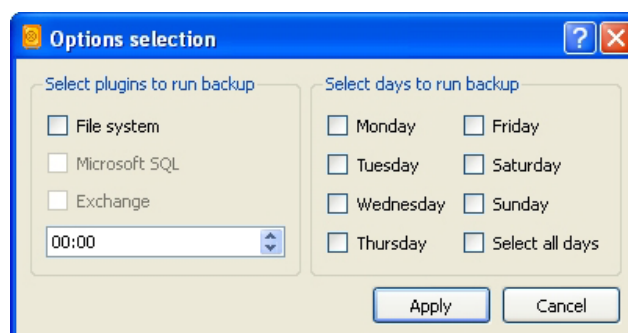 Options selection
Select plugins to run backup
File system
Microsoft SQL
Exchange
00:00
Select days to run backup
Monday
Tuesday
Wednesday
Thursday
Friday
Saturday
Sunday
Select all days
Apply
Cancel